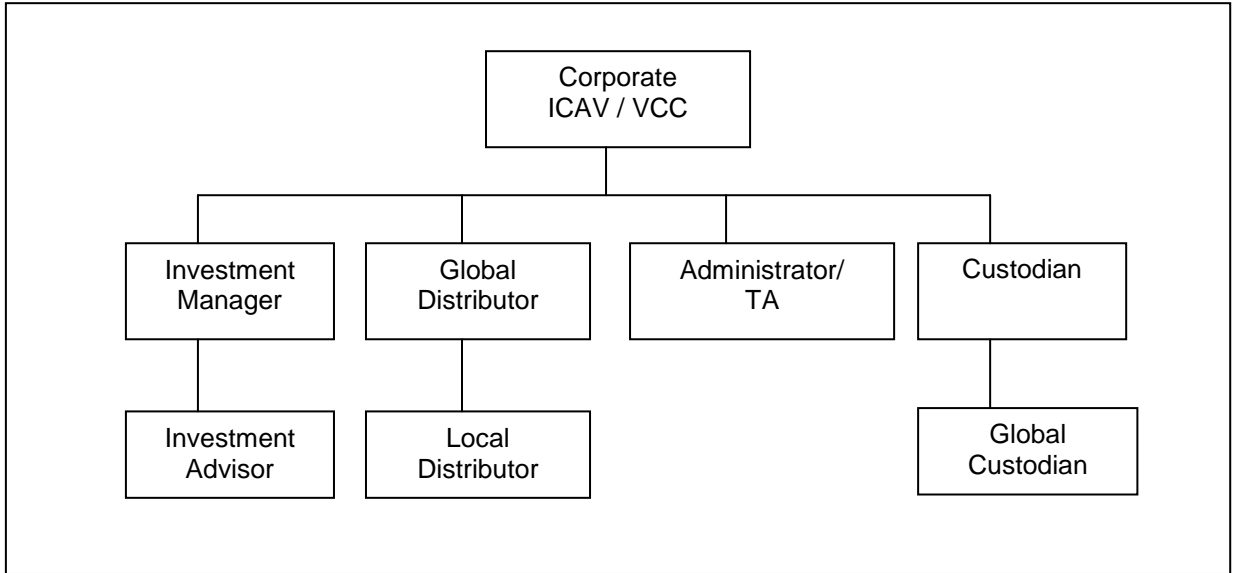 Corporate
ICAV / VCC
Investment
Manager
Global
Distributor
Administrator/
TA
Custodian
Investment
Advisor
Local
Distributor
Global
Custodian